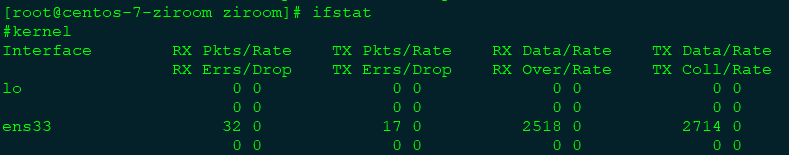 [root@centos-7-ziroom ziroom]# ifstat
#kernel
Interface RX Pkts/Rate TX Pkts/Rate RX Data/Rate TX Data/Rate
RX Errs/Drop TX Errs/Drop RX Over/Rate TX Coll/Rate
lo 0 0 0 0 0 0 0 0
0 0 0 0 0 0 0 0
ens33 32 0 17 0 2518 0 2714 0
0 0 0 0 0 0 0 0